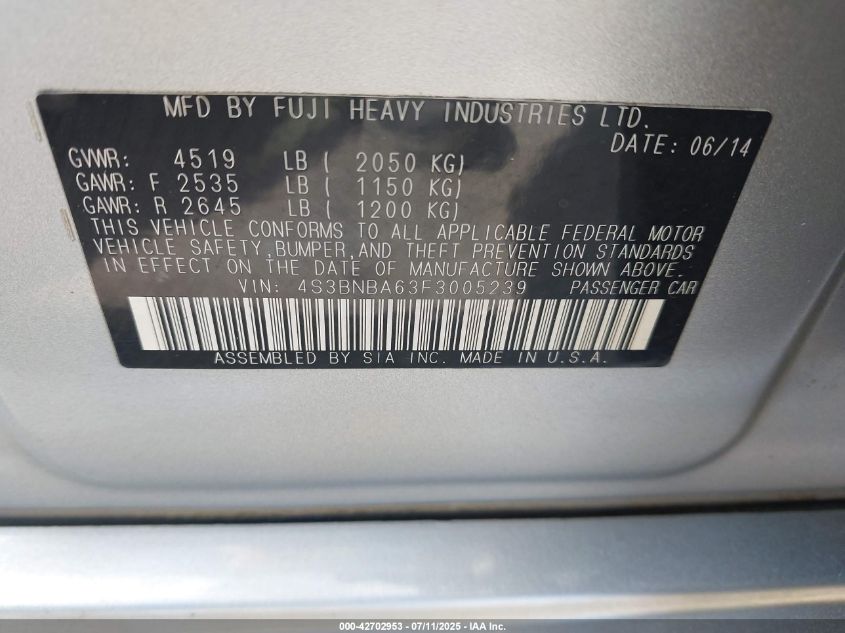 MFD BY FUJI HEAVY INDUSTRIES LTD.
DATE: 06/14
GVWR: 4519 LB ( 2050 KG)
GAWR: F 2535 LB ( 1150 KG)
GAWR: R 2645 LB ( 1200 KG)
THIS VEHICLE CONFORMS TO ALL APPLICABLE FEDERAL MOTOR
VEHICLE SAFETY,BUMPER,AND THEFT PREVENTION STANDARDS
IN EFFECT ON THE DATE OF MANUFACTURE SHOWN ABOVE.
VIN: 4S3BNBA63F3005239 PASSENGER CAR
ASSEMBLED BY SIA INC. MADE IN U.S.A.
000-42702953 - 07/11/2025 - IAA Inc.